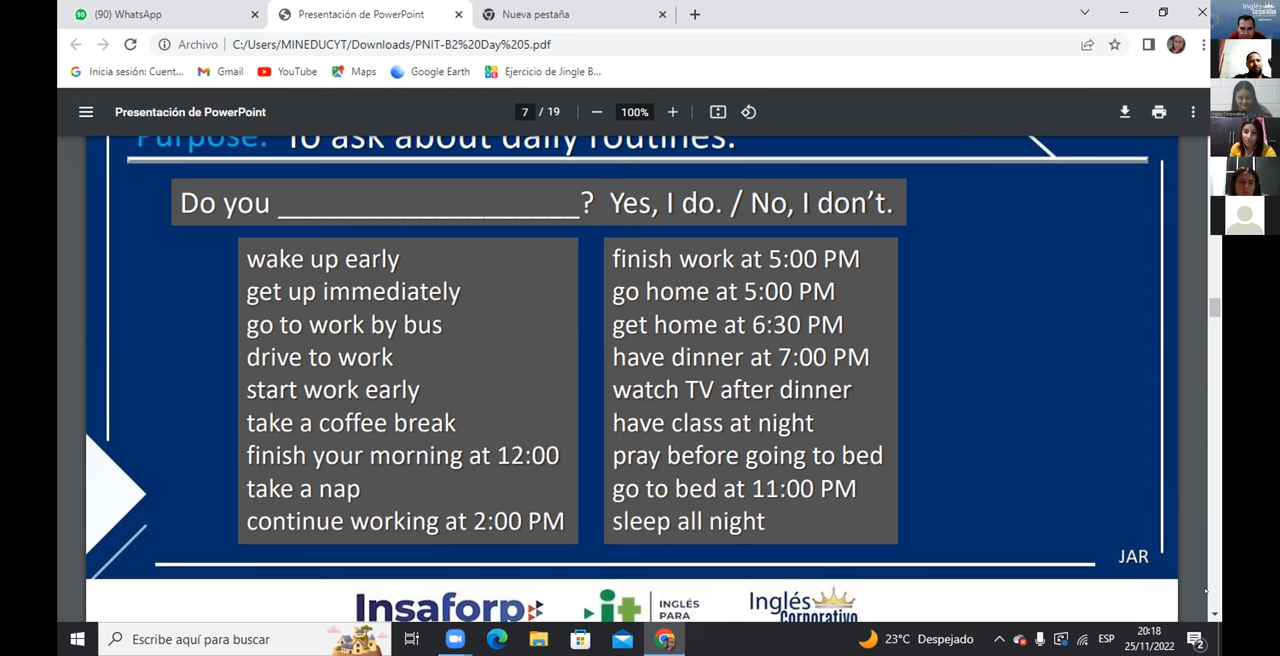 (90) WhatsApp
Presentación de PowerPoint
Nueva pestaña
Archivo
C:/Users/MINEDUCYT/Downloads/PNIT-B2%20Day%205.pdf
Inicia sesión: Cuent...
Gmail
YouTube
Maps
Google Earth
Ejercicio de Jingle B...
Presentación de PowerPoint
7 / 19
100%
Purpose: To ask about daily routines.
Do you ____________________? Yes, I do. / No, I don't.
wake up early
get up immediately
go to work by bus
drive to work
start work early
take a coffee break
finish your morning at 12:00
take a nap
continue working at 2:00 PM
finish work at 5:00 PM
go home at 5:00 PM
get home at 6:30 PM
have dinner at 7:00 PM
watch TV after dinner
have class at night
pray before going to bed
go to bed at 11:00 PM
sleep all night
JAR
Insaforp
it
INGLÉS
PARA
Inglés
Corporativo
Escribe aquí para buscar
23°C Despejado
ESP
20:18
25/11/2022
2
Inglés
Corporativo